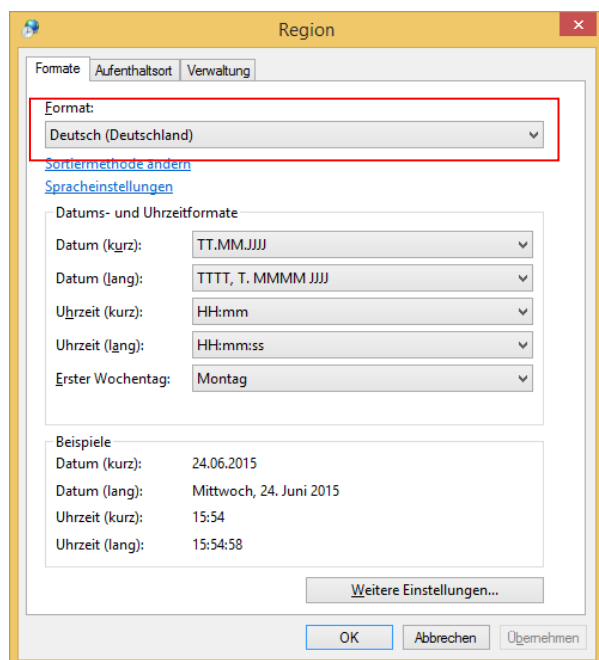 Region
Formate Aufenthaltsort Verwaltung
Format:
Deutsch (Deutschland)
Sortiermethode ändern
Spracheinstellungen
Datums- und Uhrzeitformate
Datum (kurz): TT.MM.JJJJ
Datum (lang): TTTT, T. MMMM JJJJ
Uhrzeit (kurz): HH:mm
Uhrzeit (lang): HH:mm:ss
Erster Wochentag: Montag
Beispiele
Datum (kurz): 24.06.2015
Datum (lang): Mittwoch, 24. Juni 2015
Uhrzeit (kurz): 15:54
Uhrzeit (lang): 15:54:58
Weitere Einstellungen...
OK Abbrechen Übernehmen